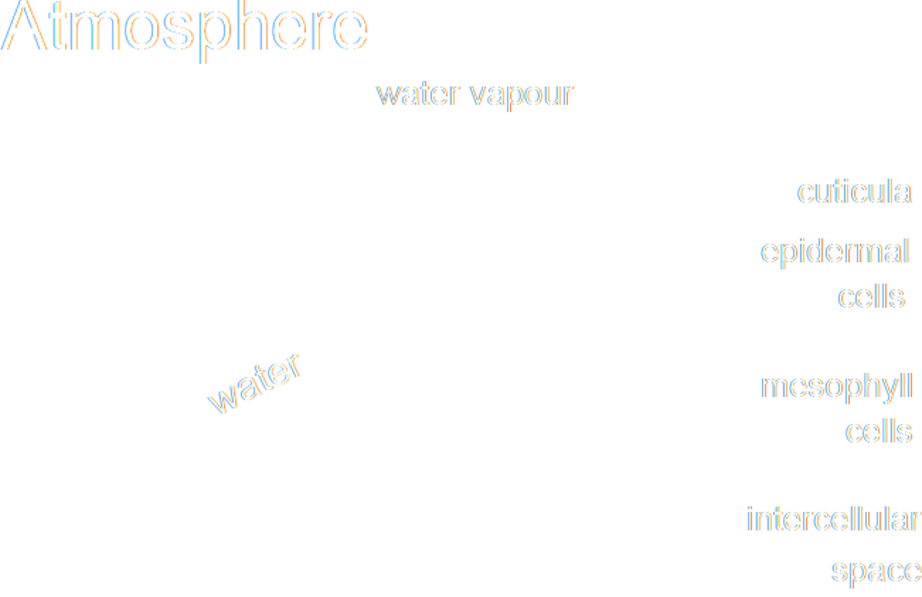 Atmosphere
water vapour
cuticula
epidermal
cells
water
mesophyll
cells
intercellular
space